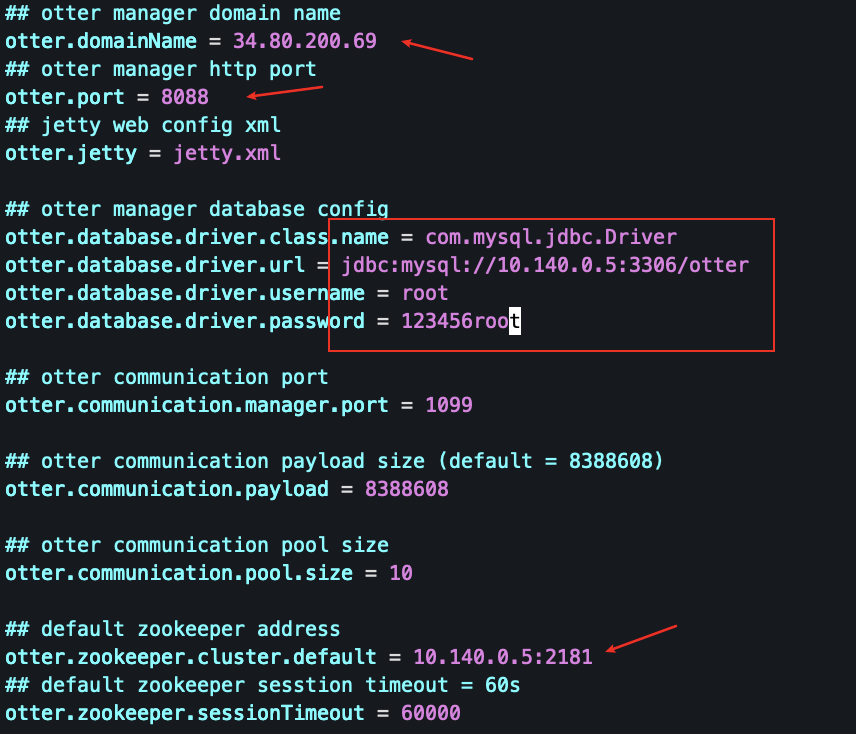 ## otter manager domain name
otter.domainName = 34.80.200.69
## otter manager http port
otter.port = 8088
## jetty web config xml
otter.jetty = jetty.xml
## otter manager database config
otter.database.driver.class.name = com.mysql.jdbc.Driver
otter.database.driver.url = jdbc:mysql://10.140.0.5:3306/otter
otter.database.driver.username = root
otter.database.driver.password = 123456root
## otter communication port
otter.communication.manager.port = 1099
## otter communication payload size (default = 8388608)
otter.communication.payload = 8388608
## otter communication pool size
otter.communication.pool.size = 10
## default zookeeper address
otter.zookeeper.cluster.default = 10.140.0.5:2181
## default zookeeper sesstion timeout = 60s
otter.zookeeper.sessionTimeout = 60000